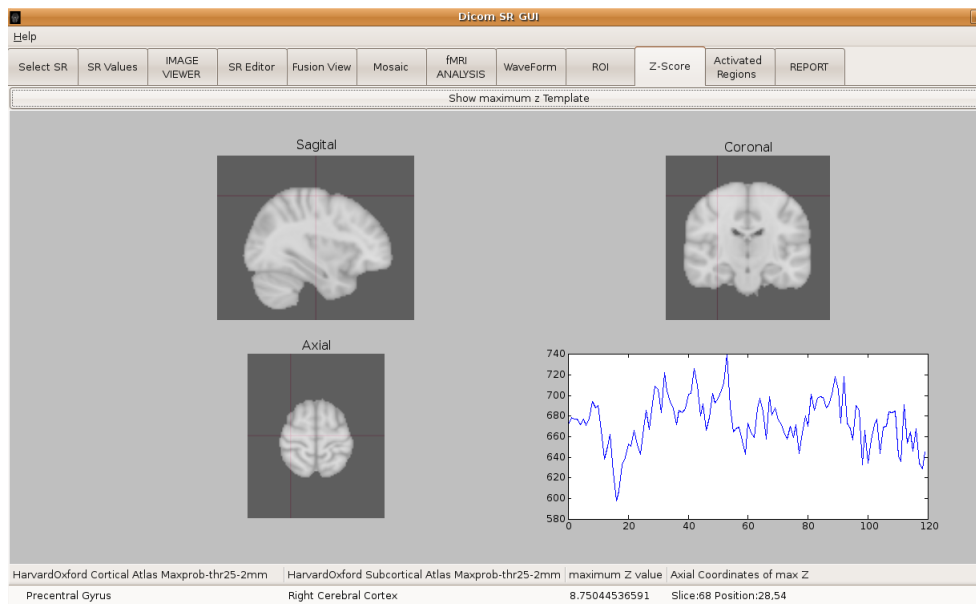 Dicom SR GUI
Help
Select SR
SR Values
IMAGE
VIEWER
SR Editor
Fusion View
Mosaic
fMRI
ANALYSIS
WaveForm
ROI
Z-Score
Activated
Regions
REPORT
Show maximum z Template
Sagital
Coronal
Axial
740
720
700
680
660
640
620
600
580
0 20 40 60 80 100 120
HarvardOxford Cortical Atlas Maxprob-thr25-2mm HarvardOxford Subcortical Atlas Maxprob-thr25-2mm maximum Z value Axial Coordinates of max Z
Precentral Gyrus Right Cerebral Cortex 8.75044536591 Slice:68 Position:28,54